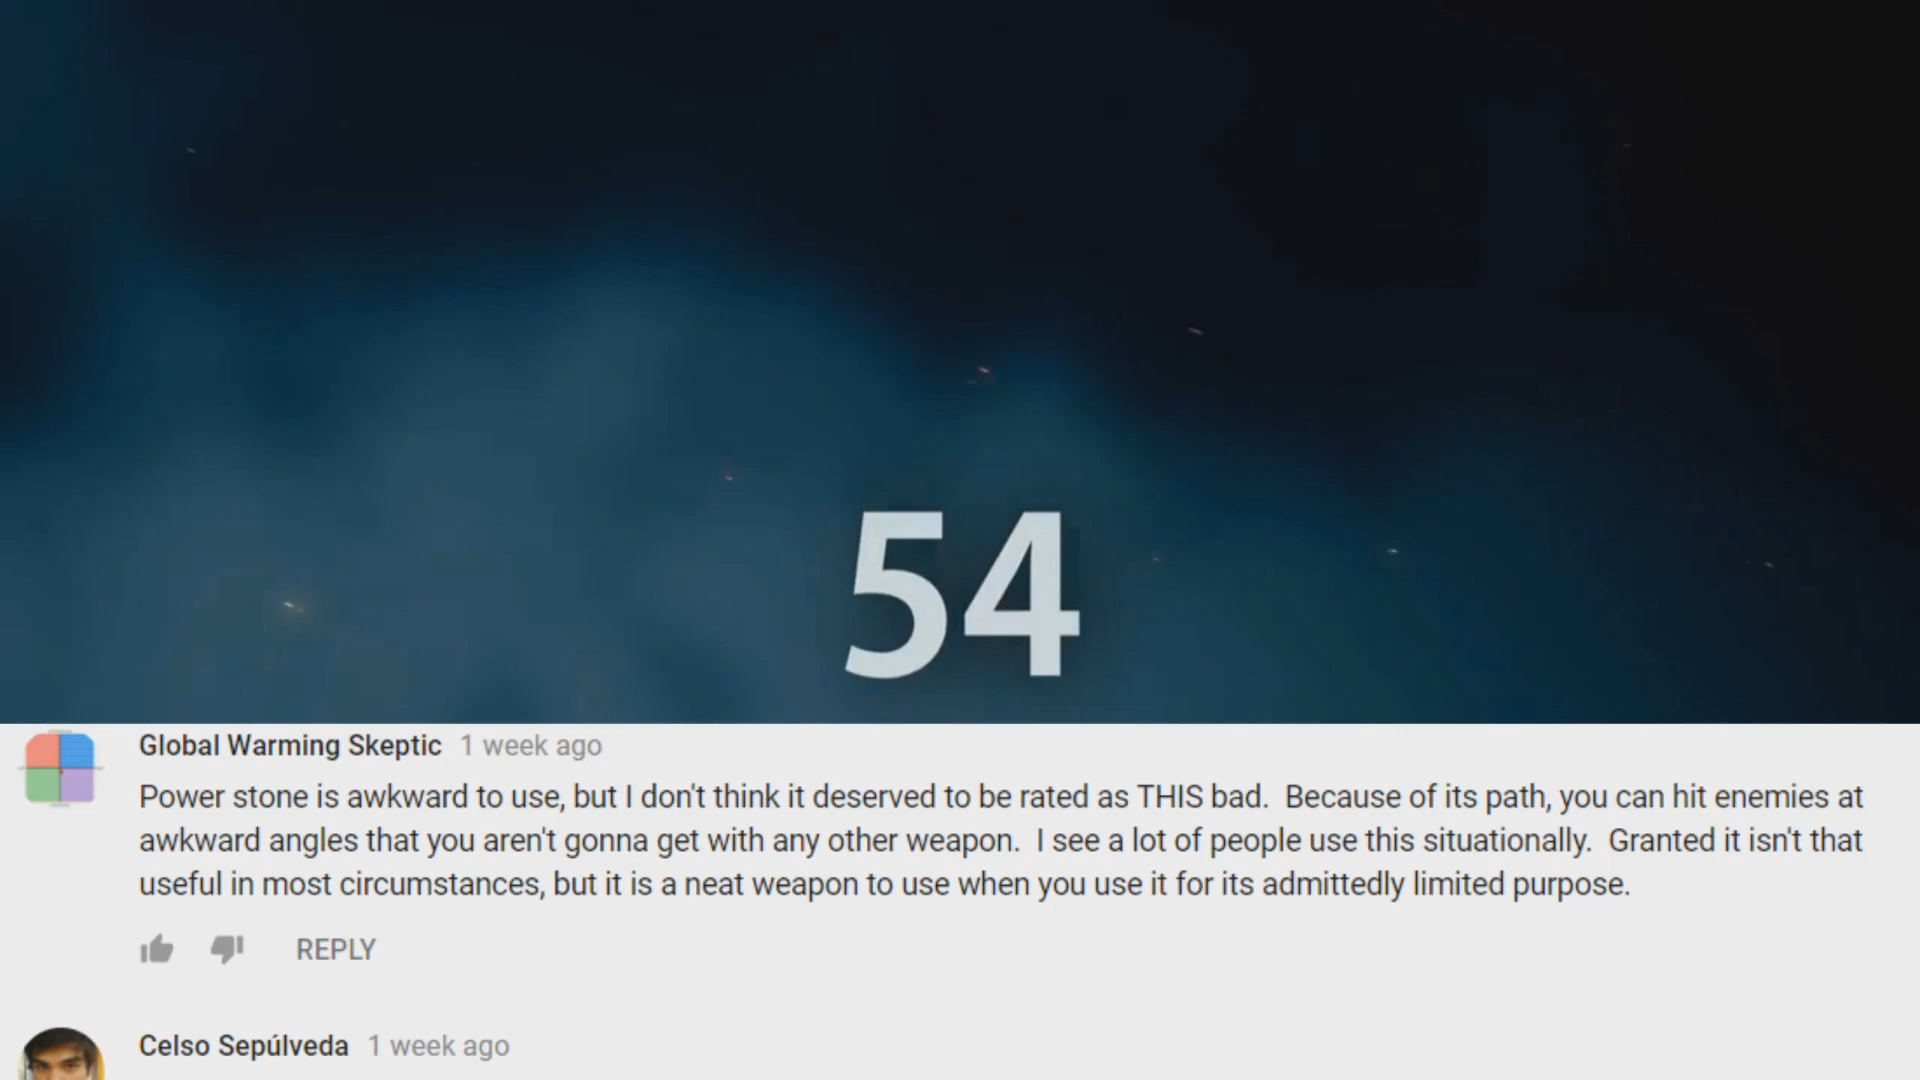 54
Global Warming Skeptic 1 week ago
Power stone is awkward to use, but I don't think it deserved to be rated as THIS bad.  Because of its path, you can hit enemies at
awkward angles that you aren't gonna get with any other weapon.  I see a lot of people use this situationally.  Granted it isn't that
useful in most circumstances, but it is a neat weapon to use when you use it for its admittedly limited purpose.
REPLY
Celso Sepúlveda 1 week ago